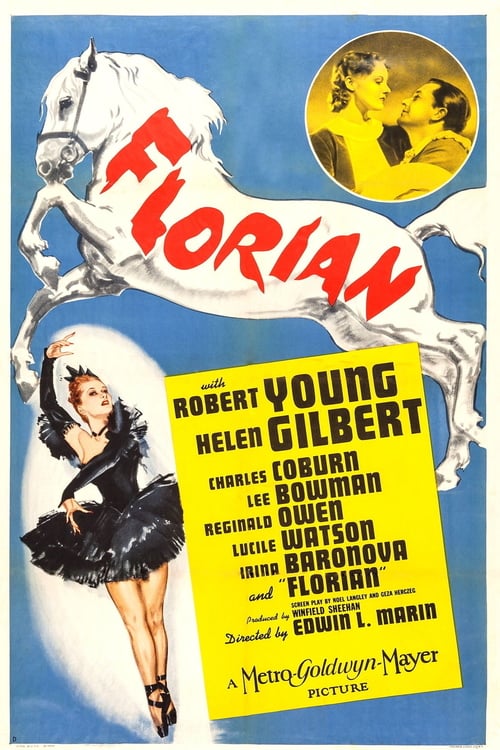 FLORIAN
with
ROBERT YOUNG
HELEN GILBERT
CHARLES COBURN
LEE BOWMAN
REGINALD OWEN
LUCILE WATSON
IRINA BARONOVA
and "FLORIAN"
SCREEN PLAY BY NOEL LANGLEY AND GEZA HERCZEG
Produced by WINFIELD SHEEHAN
Directed by EDWIN L. MARIN
A Metro-Goldwyn-Mayer
PICTURE
D